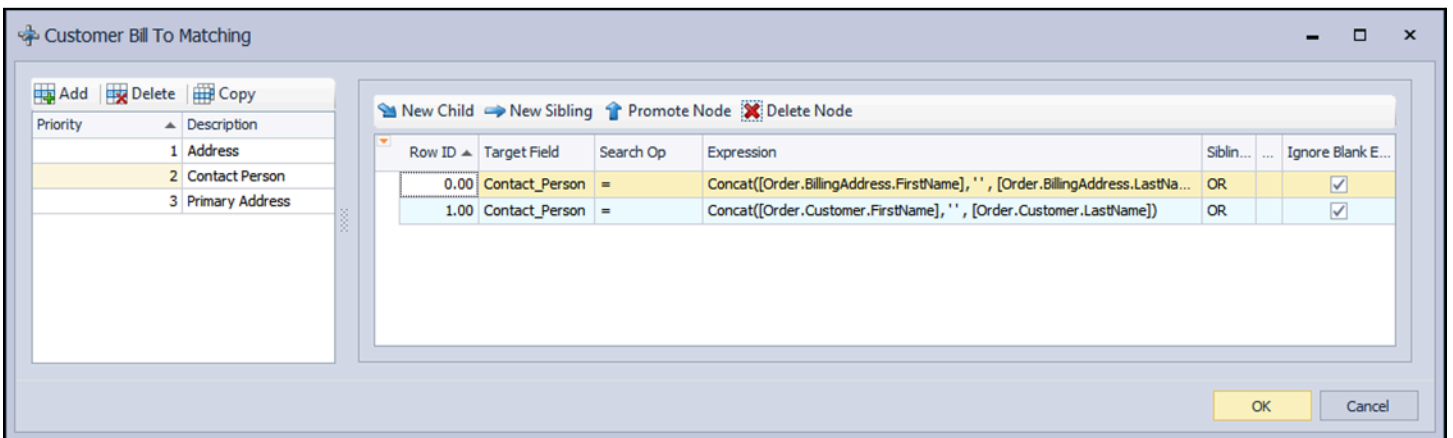 Customer Bill To Matching
Add Delete Copy
Priority Description
1 Address
2 Contact Person
3 Primary Address
New Child New Sibling Promote Node Delete Node
Row ID Target Field Search Op Expression Siblin... ... Ignore Blank E...
0.00 Contact_Person = Concat([Order.BillingAddress.FirstName],' ' , [Order.BillingAddress.LastNa... OR
1.00 Contact_Person = Concat([Order.Customer.FirstName],' ' , [Order.Customer.LastName]) OR
OK Cancel